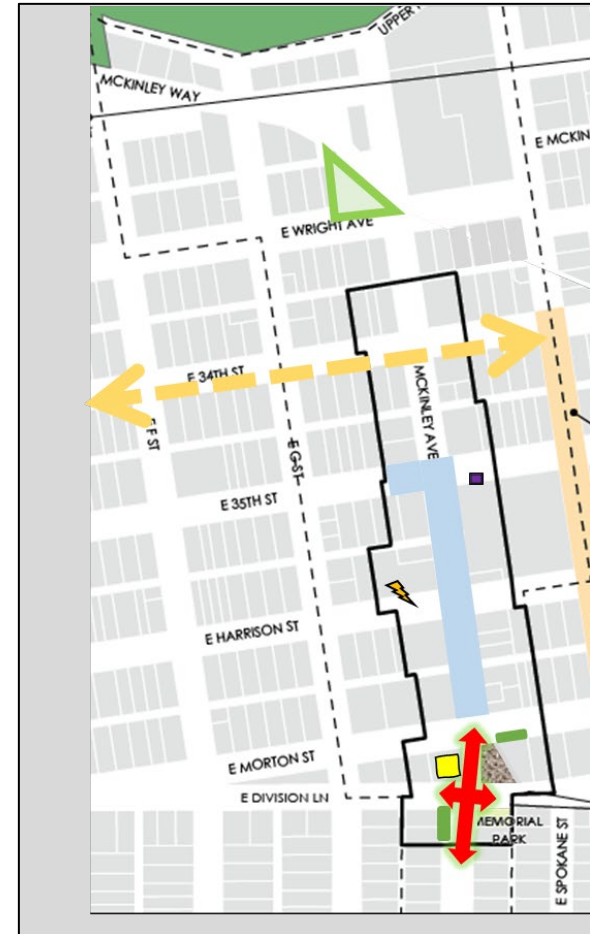 UPPER
MCKINLEY WAY
E MCKIN
E WRIGHT AVE
E 34TH ST
MCKINLEY AVE
E F ST
E G ST
E 35TH ST
E HARRISON ST
E MORTON ST
E DIVISION LN
MEMORIAL
PARK
E SPOKANE ST